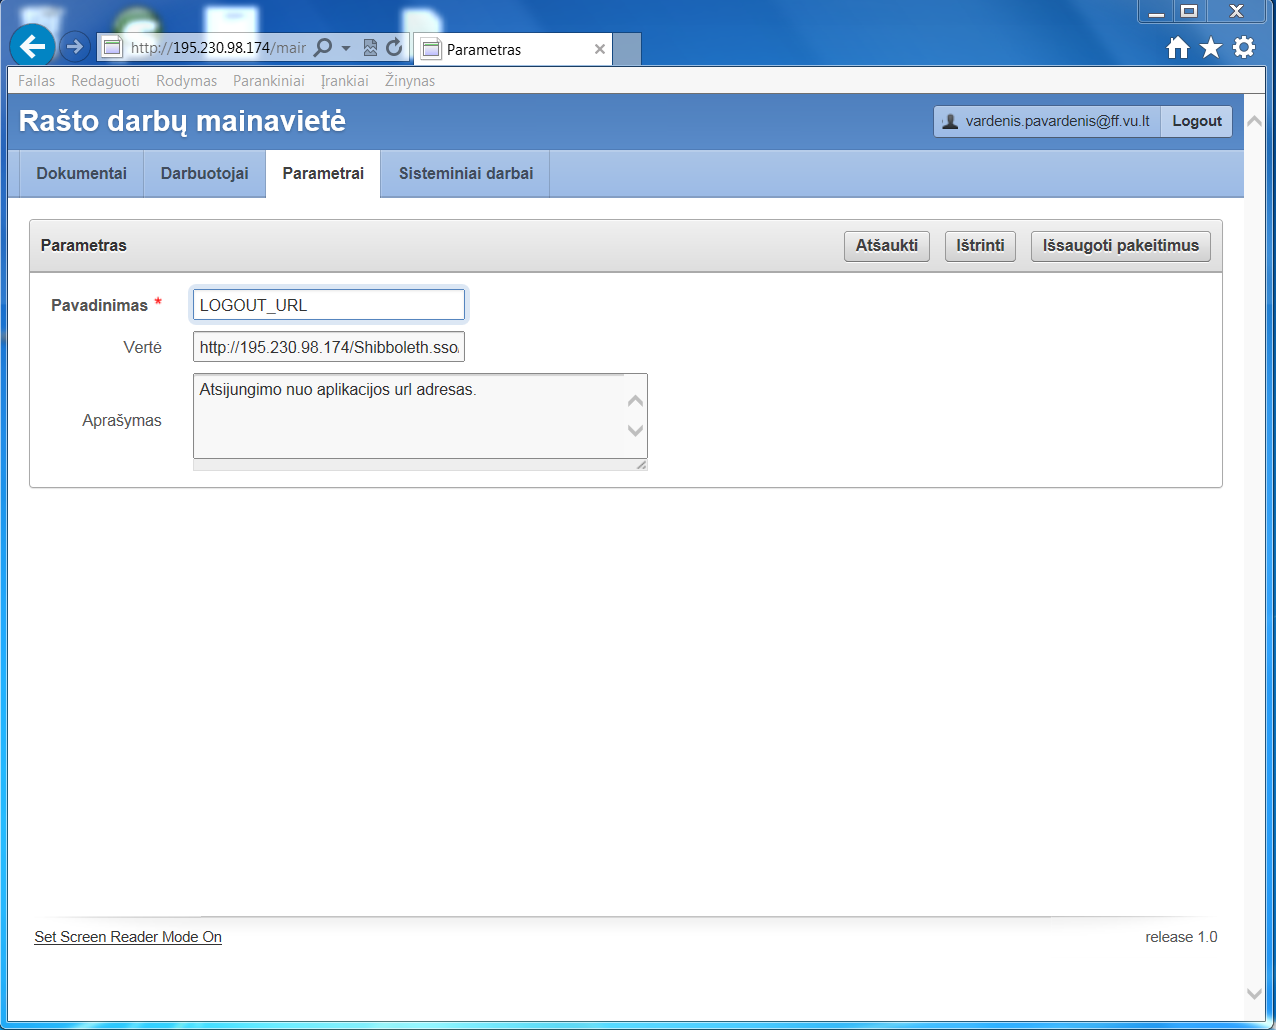 http://195.230.98.174/mair
Parametras
Failas Redaguoti Rodymas Parankiniai Įrankiai Žinynas
Rašto darbų mainavietė
vardenis.pavardenis@ff.vu.lt Logout
Dokumentai Darbuotojai Parametrai Sisteminiai darbai
Parametras Atšaukti Ištrinti Išsaugoti pakeitimus
Pavadinimas * LOGOUT_URL
Vertė http://195.230.98.174/Shibboleth.sso/
Aprašymas Atsijungimo nuo aplikacijos url adresas.
Set Screen Reader Mode On release 1.0